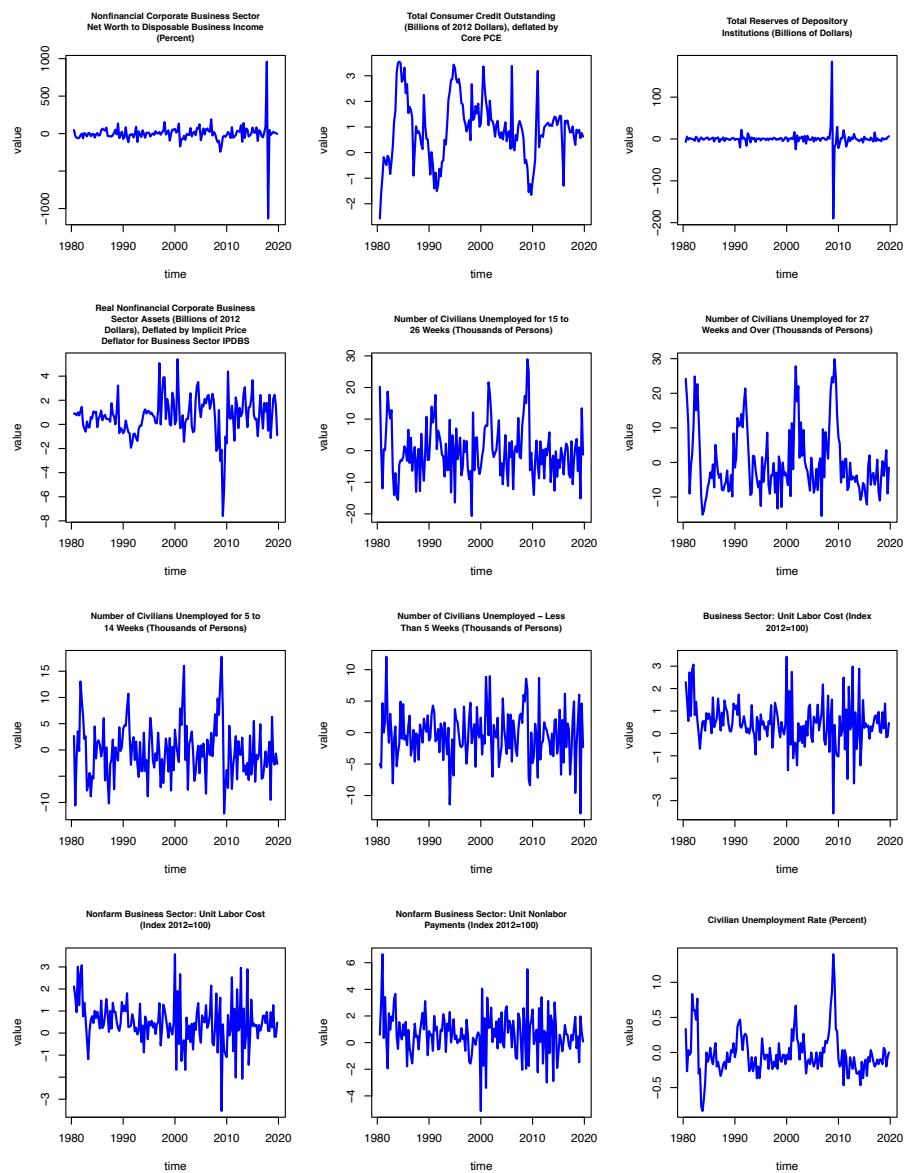 Nonfinancial Corporate Business Sector
Net Worth to Disposable Business Income
(Percent)
value
1000
500
0
−1000
1980 1990 2000 2010 2020
time
Total Consumer Credit Outstanding
(Billions of 2012 Dollars), deflated by
Core PCE
value
3
2
1
0
−1
−2
1980 1990 2000 2010 2020
time
Total Reserves of Depository
Institutions (Billions of Dollars)
value
100
0
−100
−200
1980 1990 2000 2010 2020
time
Real Nonfinancial Corporate Business
Sector Assets (Billions of 2012
Dollars), Deflated by Implicit Price
Deflator for Business Sector IPDBS
value
4
2
0
−2
−4
−6
−8
1980 1990 2000 2010 2020
time
Number of Civilians Unemployed for 15 to
26 Weeks (Thousands of Persons)
value
30
20
10
0
−10
−20
1980 1990 2000 2010 2020
time
Number of Civilians Unemployed for 27
Weeks and Over (Thousands of Persons)
value
30
20
10
0
−10
1980 1990 2000 2010 2020
time
Number of Civilians Unemployed for 5 to
14 Weeks (Thousands of Persons)
value
15
10
5
0
−10
1980 1990 2000 2010 2020
time
Number of Civilians Unemployed − Less
Than 5 Weeks (Thousands of Persons)
value
10
5
0
−5
−10
1980 1990 2000 2010 2020
time
Business Sector: Unit Labor Cost (Index
2012=100)
value
3
2
1
0
−1
−3
1980 1990 2000 2010 2020
time
Nonfarm Business Sector: Unit Labor Cost
(Index 2012=100)
value
3
2
1
0
−1
−3
1980 1990 2000 2010 2020
time
Nonfarm Business Sector: Unit Nonlabor
Payments (Index 2012=100)
value
6
4
2
0
−2
−4
1980 1990 2000 2010 2020
time
Civilian Unemployment Rate (Percent)
value
1.0
0.5
0.0
−0.5
1980 1990 2000 2010 2020
time